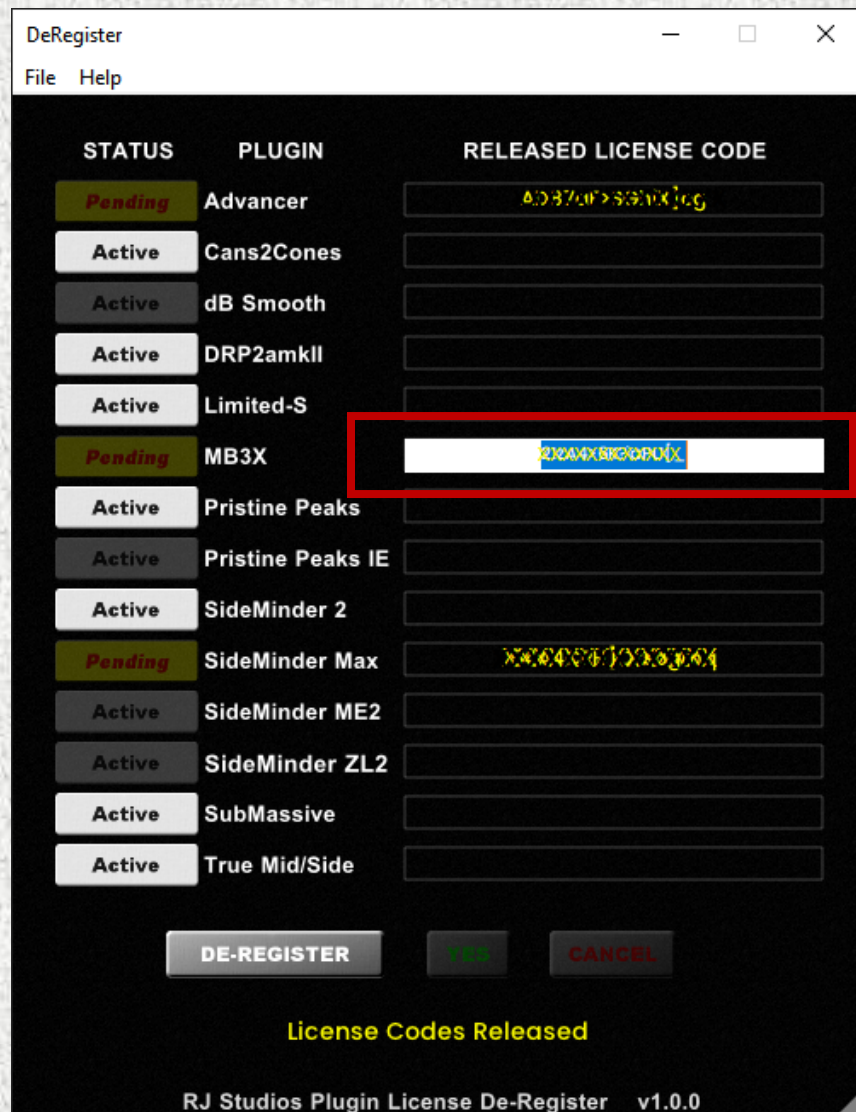 DeRegister
File Help
STATUS PLUGIN RELEASED LICENSE CODE
Pending Advancer
Active Cans2Cones
Active dB Smooth
Active DRP2amkII
Active Limited-S
Pending MB3X
Active Pristine Peaks
Active Pristine Peaks IE
Active SideMinder 2
Pending SideMinder Max
Active SideMinder ME2
Active SideMinder ZL2
Active SubMassive
Active True Mid/Side
DE-REGISTER YES CANCEL
License Codes Released
RJ Studios Plugin License De-Register v1.0.0